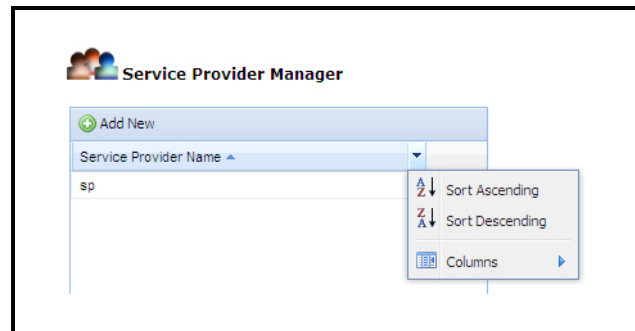 Service Provider Manager
Add New
Service Provider Name
sp
Sort Ascending
Sort Descending
Columns